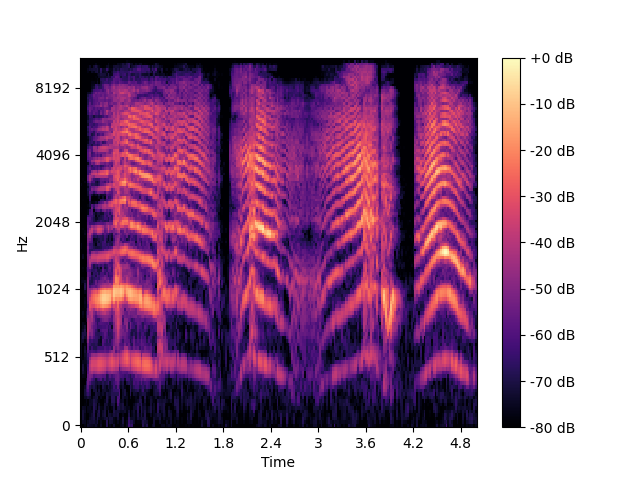 +0 dB
8192
-10 dB
4096
-20 dB
-30 dB
2048
Hz
-40 dB
1024
-50 dB
512
-60 dB
-70 dB
0
-80 dB
0 0.6 1.2 1.8 2.4 3 3.6 4.2 4.8
Time